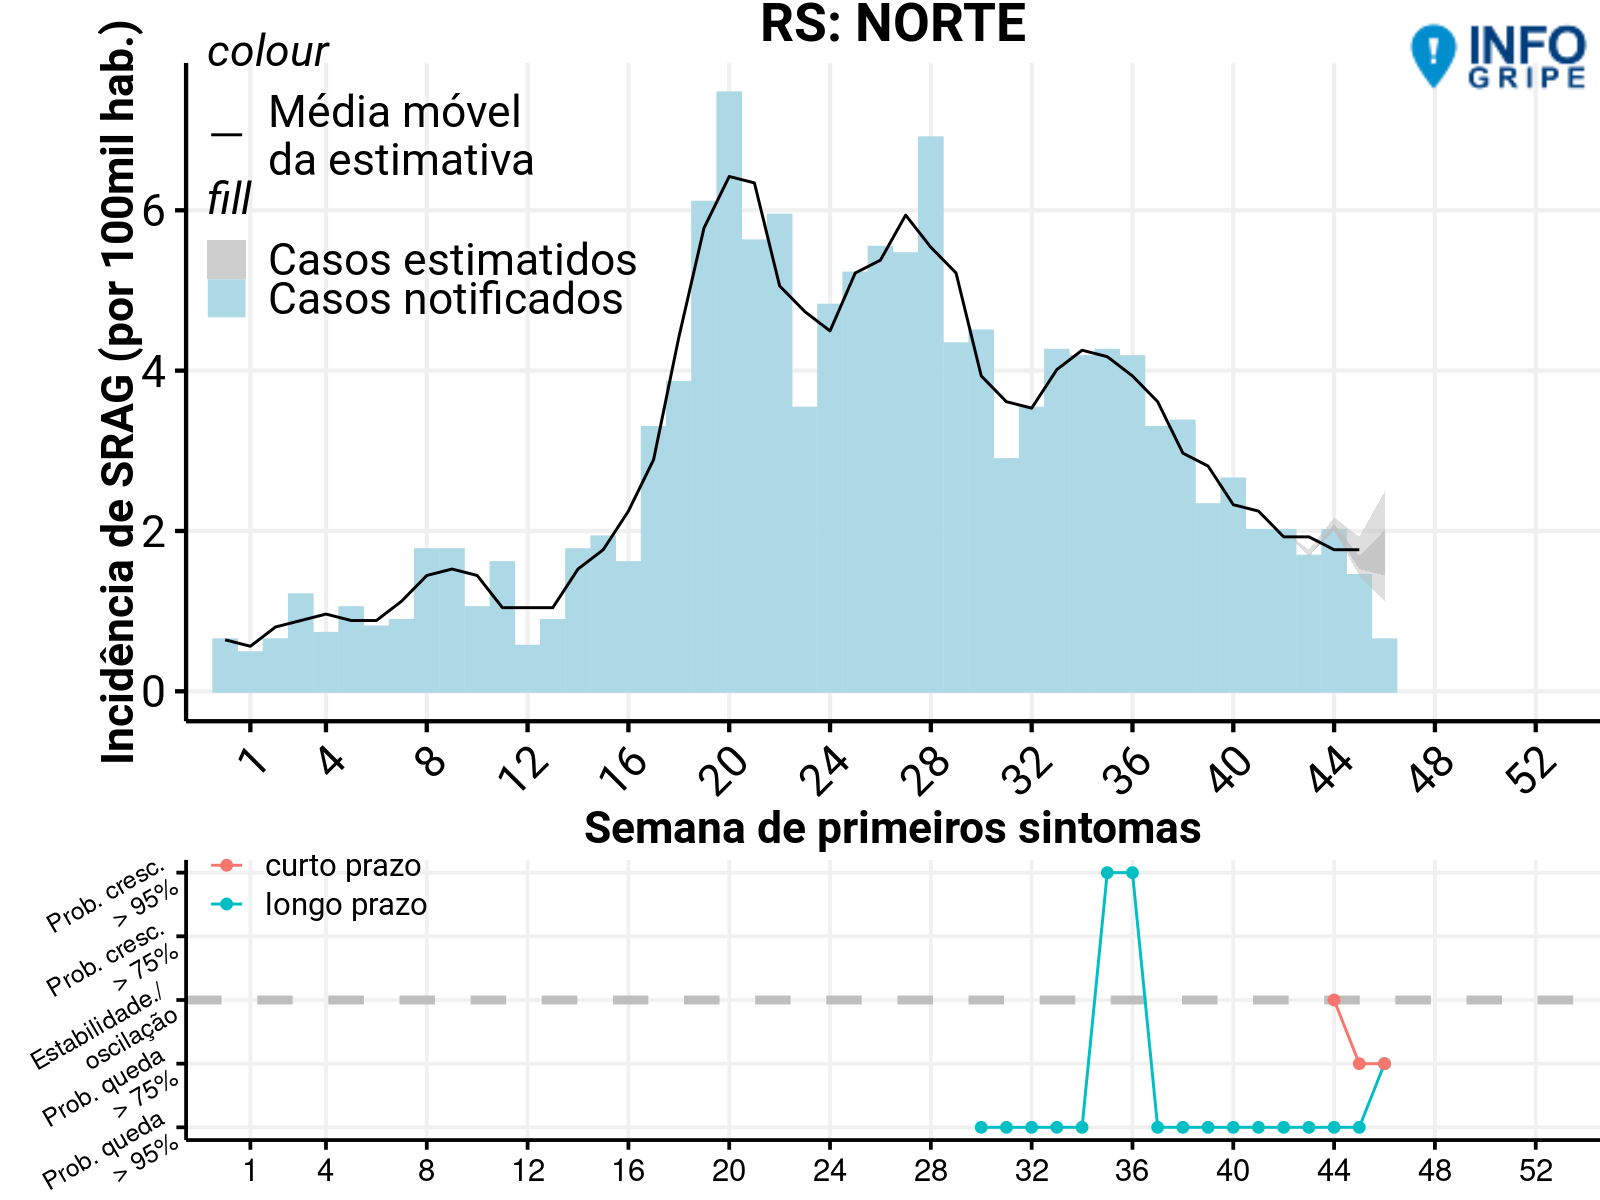 RS: NORTE
INFO
GRIPE
colour
Média móvel
da estimativa
fill
Casos estimatidos
Casos notificados
Incidência de SRAG (por 100mil hab.)
6
4
2
0
1 4 8 12 16 20 24 28 32 36 40 44 48 52
Semana de primeiros sintomas
curto prazo
longo prazo
Prob. cresc.
> 95%
Prob. cresc.
> 75%
Estabilidade./
oscilação
Prob. queda
> 75%
Prob. queda
> 95%
1 4 8 12 16 20 24 28 32 36 40 44 48 52